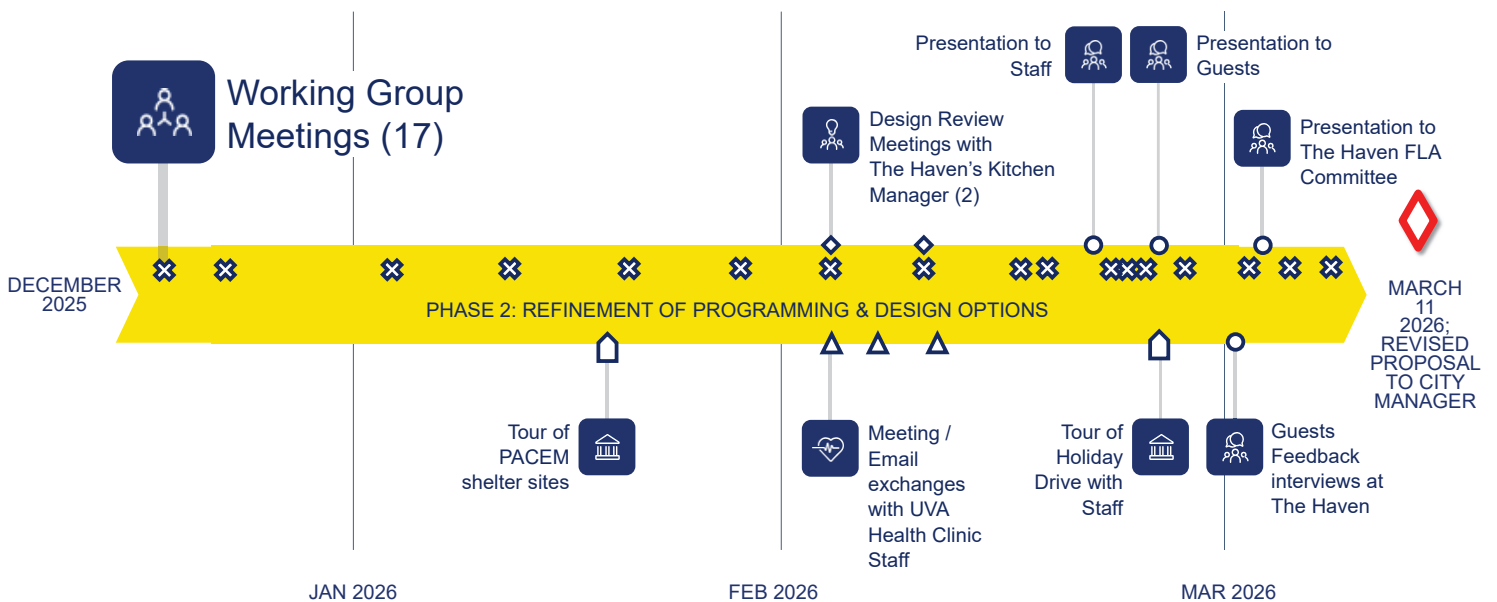 Working Group
Meetings (17)
Presentation to
Staff
Presentation to
Guests
Design Review
Meetings with
The Haven's Kitchen
Manager (2)
Presentation to
The Haven FLA
Committee
DECEMBER
2025
PHASE 2: REFINEMENT OF PROGRAMMING & DESIGN OPTIONS
MARCH
11
2026;
REVISED
PROPOSAL
TO CITY
MANAGER
Tour of
PACEM
shelter sites
Meeting /
Email
exchanges
with UVA
Health Clinic
Staff
Tour of
Holiday
Drive with
Staff
Guests
Feedback
interviews at
The Haven
JAN 2026
FEB 2026
MAR 2026